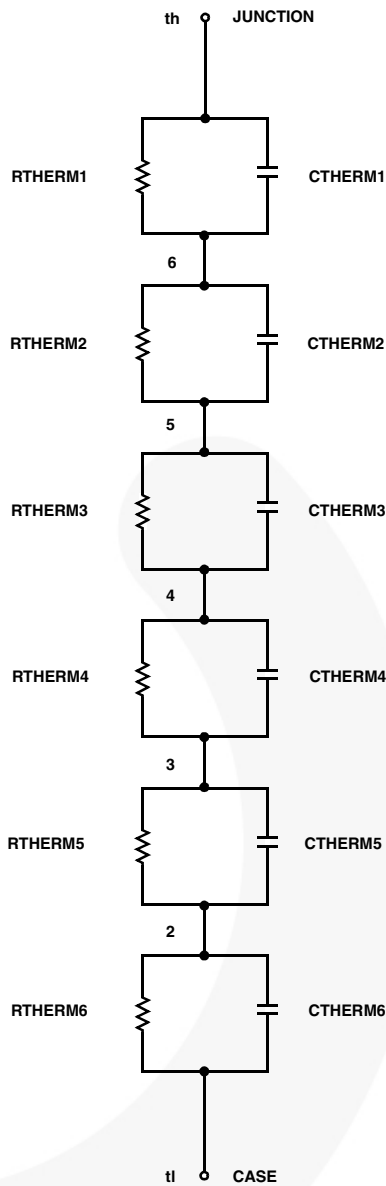 th JUNCTION
RTHERM1 CTHERM1
6
RTHERM2 CTHERM2
5
RTHERM3 CTHERM3
4
RTHERM4 CTHERM4
3
RTHERM5 CTHERM5
2
RTHERM6 CTHERM6
tl CASE